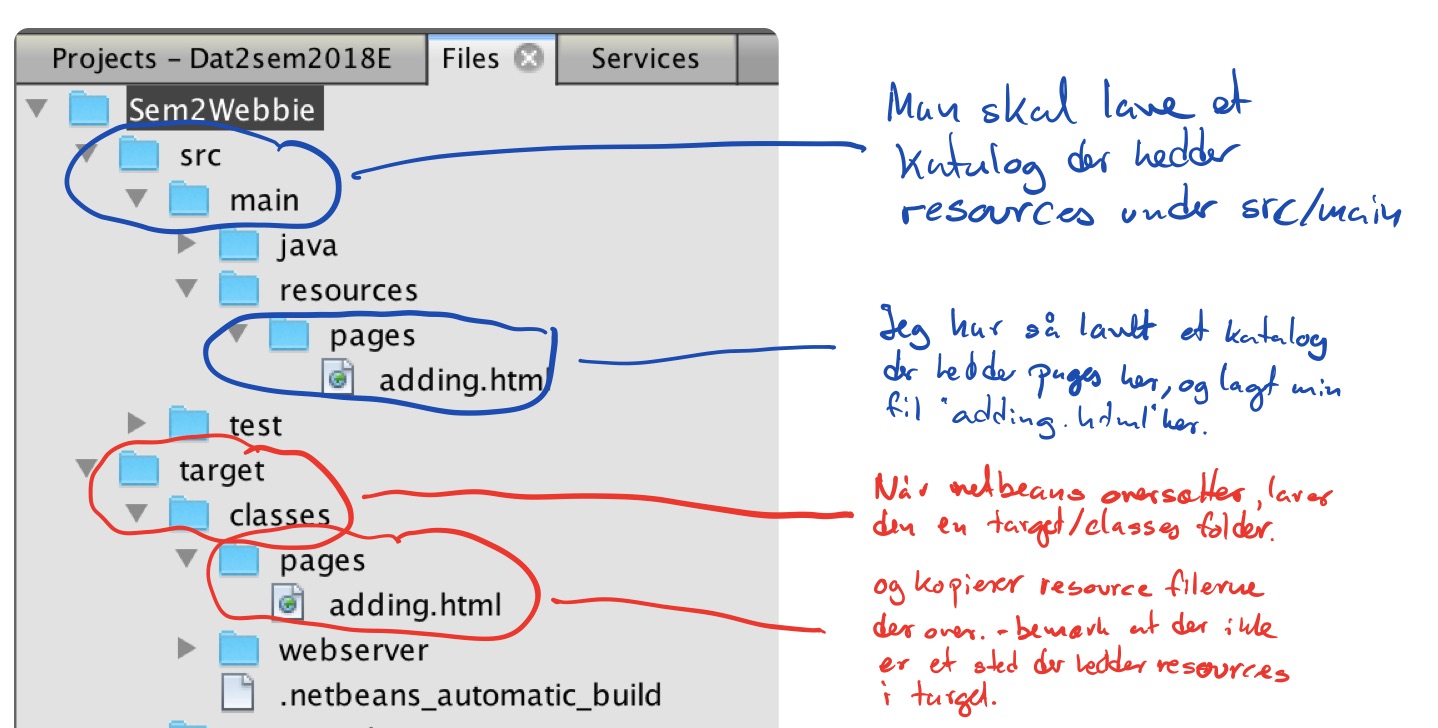 Projects – Dat2sem2018E
Files
Services
Sem2Webbie
src
main
java
resources
pages
adding.html
test
target
classes
pages
adding.html
webserver
.netbeans_automatic_build
Man skal lave et
katalog der hedder
resources under src/main
Jeg har så lavet et katalog
der hedder pages her, og lagt min
fil "adding.html" her.
Når netbeans oversætter, laver
den en target/classes folder.
og kopierer resource filerne
der over. - bemærk at der ikke
er et sted der hedder resources
i target.